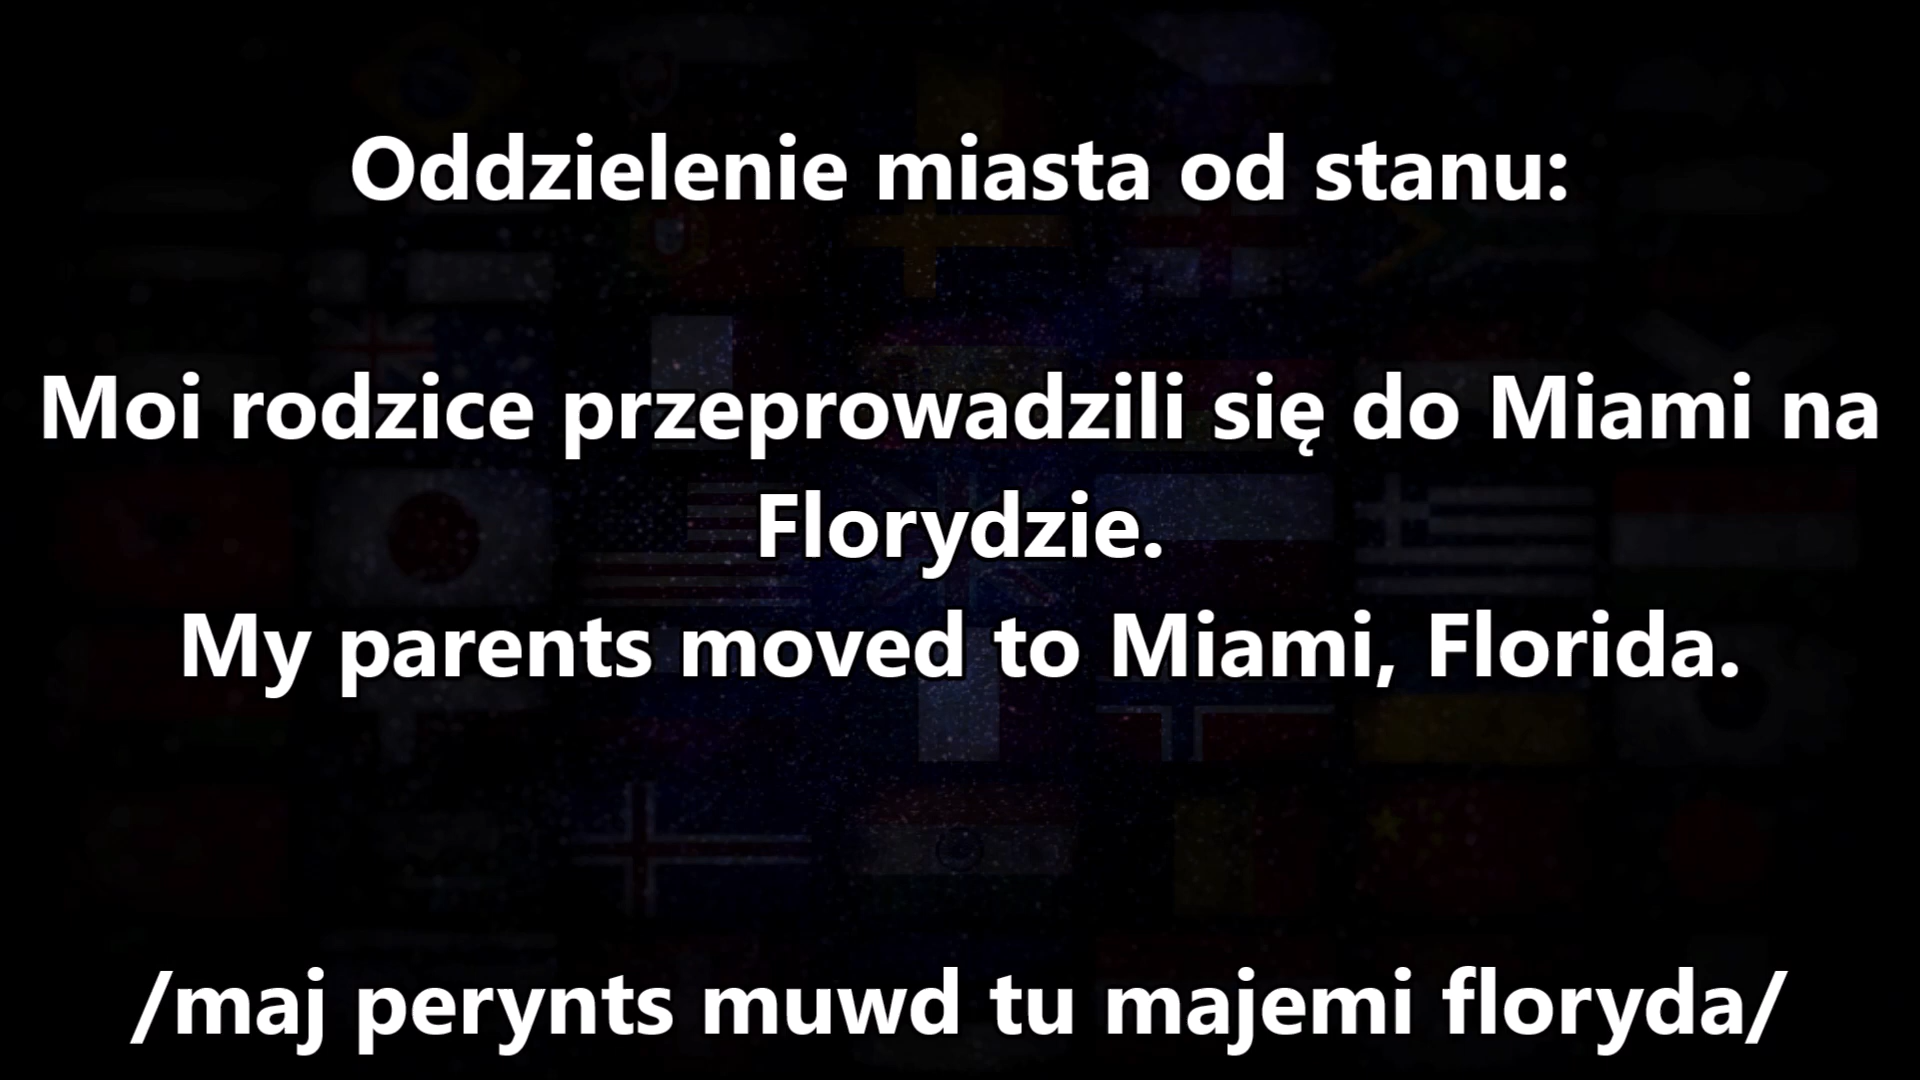 Oddzielenie miasta od stanu:
Moi rodzice przeprowadzili się do Miami na
Florydzie.
My parents moved to Miami, Florida.
/maj perynts muwd tu majemi floryda/